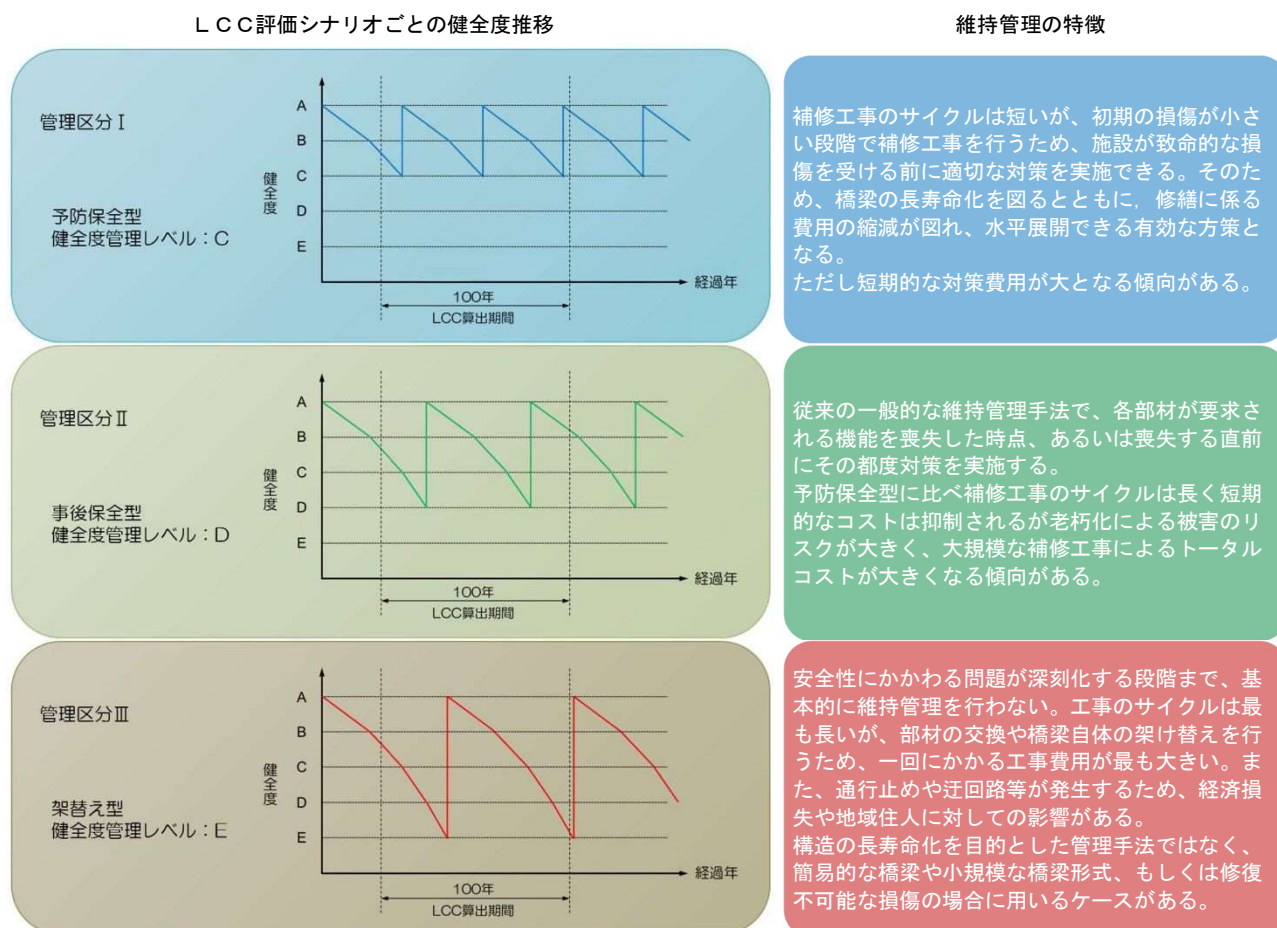 LCC評価シナリオごとの健全度推移
維持管理の特徴
管理区分Ⅰ
予防保全型
健全度管理レベル：C
健全度
A
B
C
D
E
経過年
100年
LCC算出期間
補修工事のサイクルは短いが、初期の損傷が小さ
い段階で補修工事を行うため、施設が致命的な損
傷を受ける前に適切な対策を実施できる。そのた
め、橋梁の長寿命化を図るとともに，修繕に係る
費用の縮減が図れ、水平展開できる有効な方策と
なる。
ただし短期的な対策費用が大となる傾向がある。
管理区分Ⅱ
事後保全型
健全度管理レベル：D
健全度
A
B
C
D
E
経過年
100年
LCC算出期間
従来の一般的な維持管理手法で、各部材が要求さ
れる機能を喪失した時点、あるいは喪失する直前
にその都度対策を実施する。
予防保全型に比べ補修工事のサイクルは長く短期
的なコストは抑制されるが老朽化による被害のリ
スクが大きく、大規模な補修工事によるトータル
コストが大きくなる傾向がある。
管理区分Ⅲ
架替え型
健全度管理レベル：E
健全度
A
B
C
D
E
経過年
100年
LCC算出期間
安全性にかかわる問題が深刻化する段階まで、基
本的に維持管理を行わない。工事のサイクルは最
も長いが、部材の交換や橋梁自体の架け替えを行
うため、一回にかかる工事費用が最も大きい。ま
た、通行止めや迂回路等が発生するため、経済損
失や地域住人に対しての影響がある。
構造の長寿命化を目的とした管理手法ではなく、
簡易的な橋梁や小規模な橋梁形式、もしくは修復
不可能な損傷の場合に用いるケースがある。